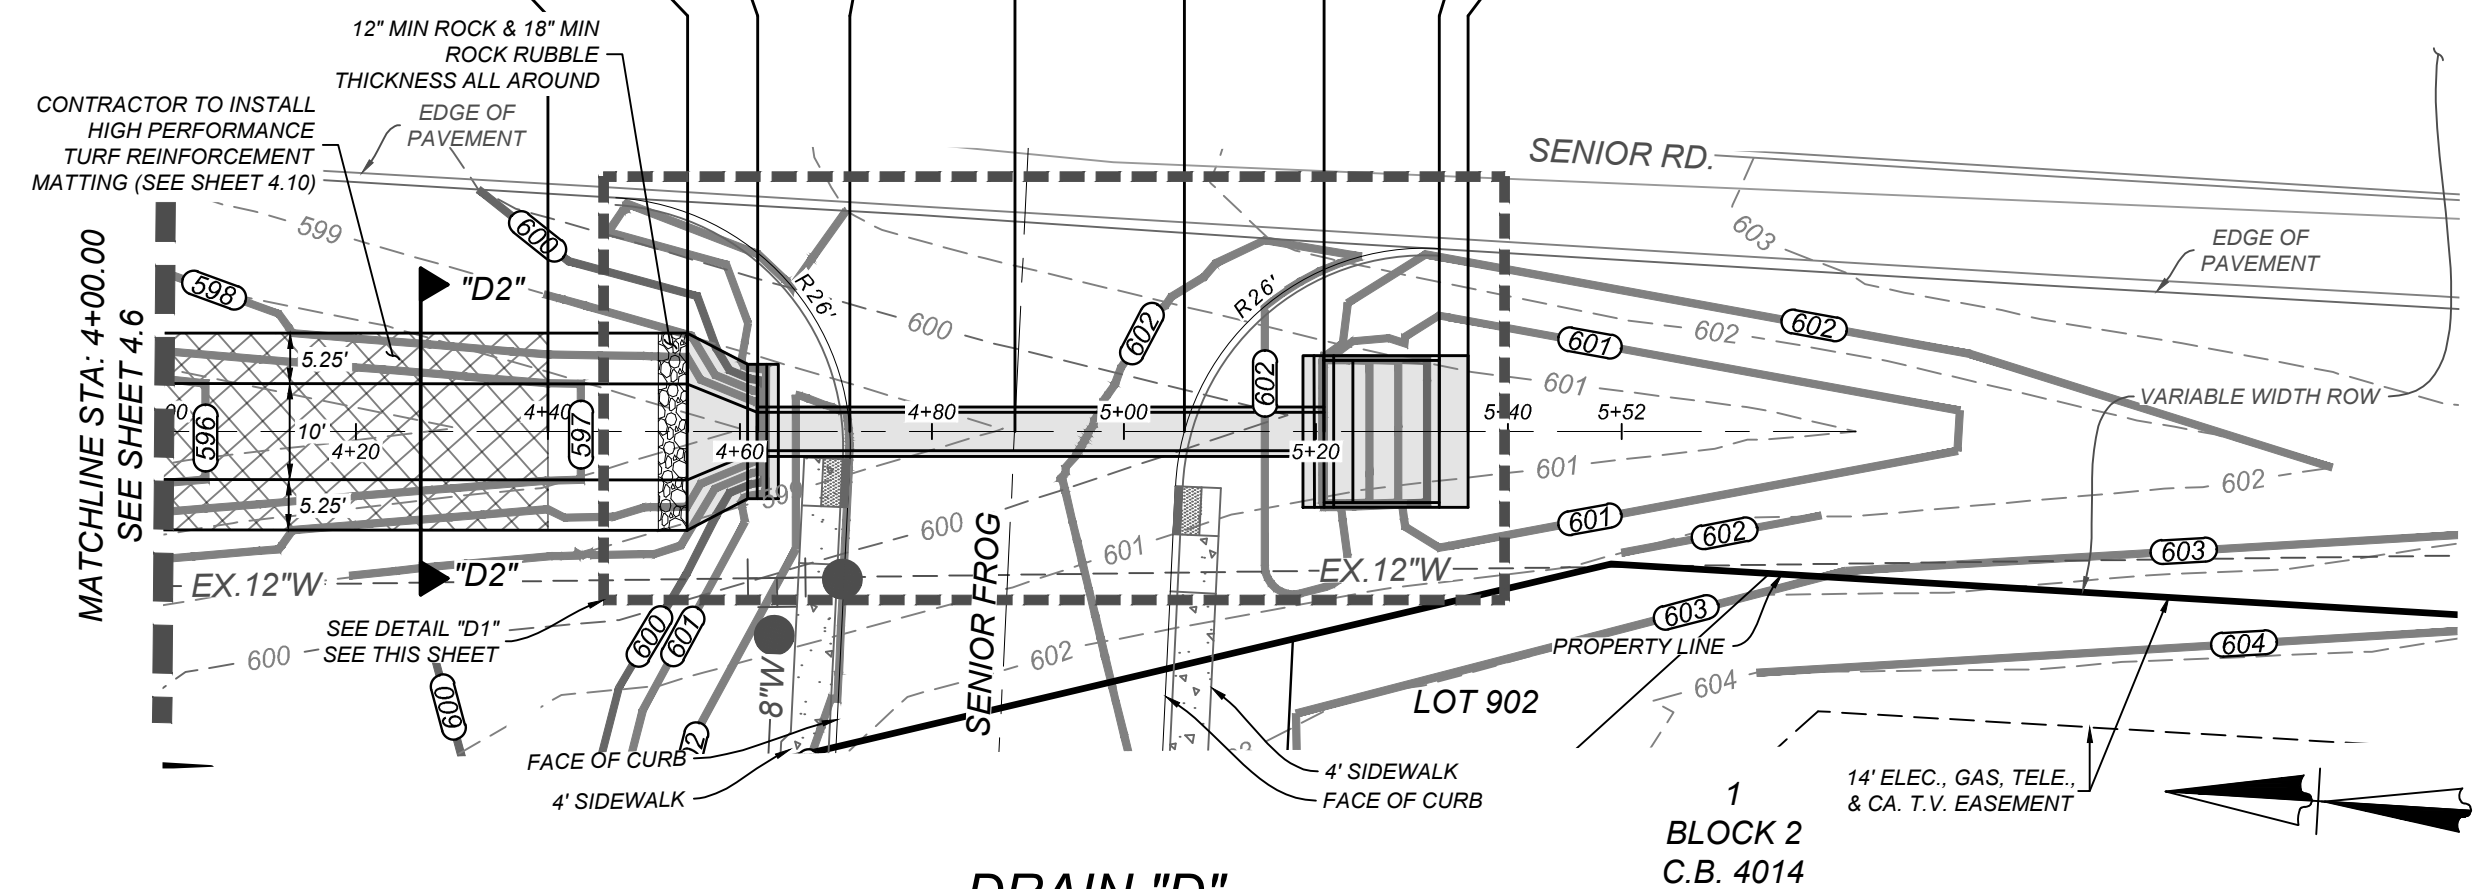 12" MIN ROCK & 18" MIN
ROCK RUBBLE
THICKNESS ALL AROUND
CONTRACTOR TO INSTALL
HIGH PERFORMANCE
TURF REINFORCEMENT
MATTING (SEE SHEET 4.10)
EDGE OF
PAVEMENT
SENIOR RD.
EDGE OF
PAVEMENT
MATCHLINE STA: 4+00.00
SEE SHEET 4.6
599
600
598
"D2"
R26'
R26'
603
600
602
602
602
601
601
602
5.25'
10'
5.25'
596
597
4+20
4+40
4+60
4+80
5+00
5+20
5+40
5+52
VARIABLE WIDTH ROW
601
602
600
601
601
602
603
EX.12"W
"D2"
EX.12"W
SEE DETAIL "D1"
SEE THIS SHEET
600
600
600
601
8"W
SENIOR FROG
602
603
PROPERTY LINE
604
604
LOT 902
FACE OF CURB
4' SIDEWALK
4' SIDEWALK
FACE OF CURB
1
BLOCK 2
C.B. 4014
14' ELEC., GAS, TELE.,
& CA. T.V. EASEMENT
DRAIN "D"